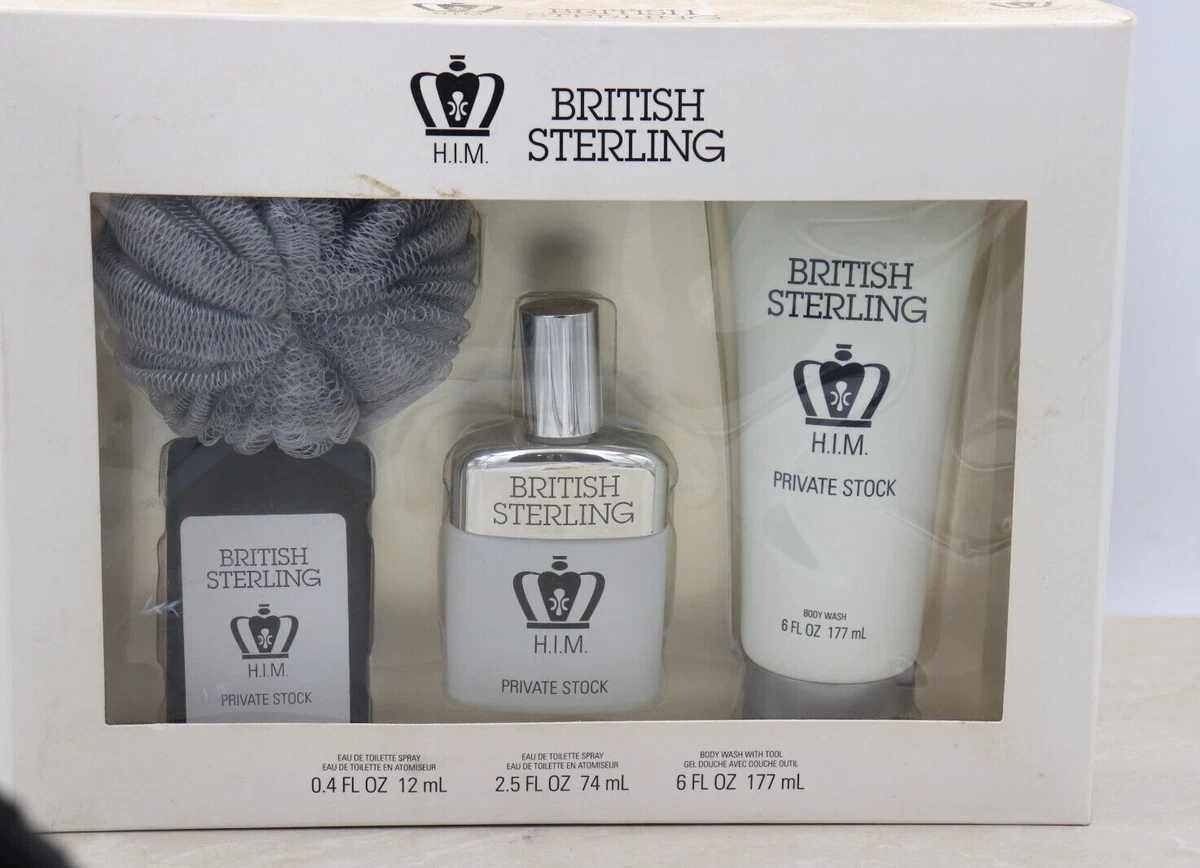 BRITISH
H.I.M.
BRITISH
STERLING
BRITISH
STERLING
H.I.M.
PRIVATE STOCK
BRITISH
STERLING
H.I.M.
PRIVATE STOCK
BRITISH
STERLING
H.I.M.
PRIVATE STOCK
BODY WASH
6 FL OZ 177 mL
EAU DE TOILETTE SPRAY
EAU DE TOILETTE EN ATOMISEUR
0.4 FL OZ 12 mL
EAU DE TOILETTE SPRAY
EAU DE TOILETTE EN ATOMISEUR
2.5 FL OZ 74 mL
BODY WASH WITH TOOL
GEL DOUCHE AVEC DOUCHE OUTIL
6 FL OZ 177 mL